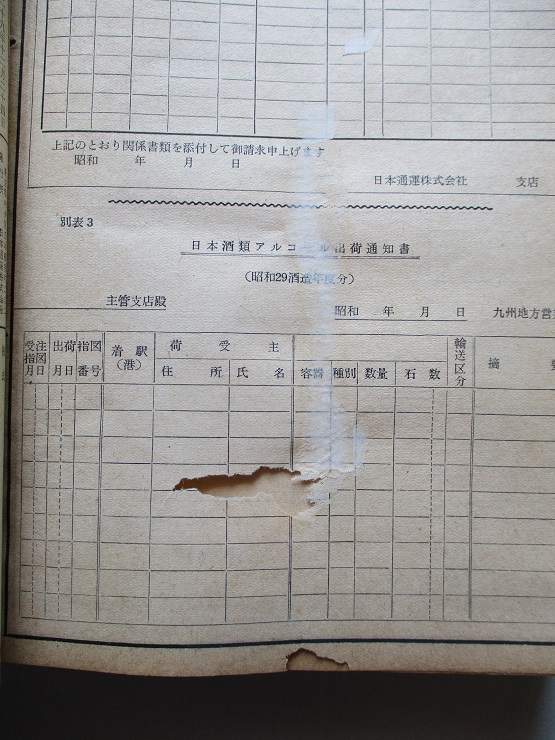 上記のとおり関係書類を添付して御請求申上げます
昭和　年　月　日
日本通運株式会社　支店
別表3
日本酒類アルコール出荷通知書
(昭和29酒造年度分)
主管支店殿
昭和　年　月　日　九州地方営
受注指図月日　出荷月日　指図番号　着駅(港)　荷受主　住所　氏名　容器　種別　数量　石数　輸送区分　摘